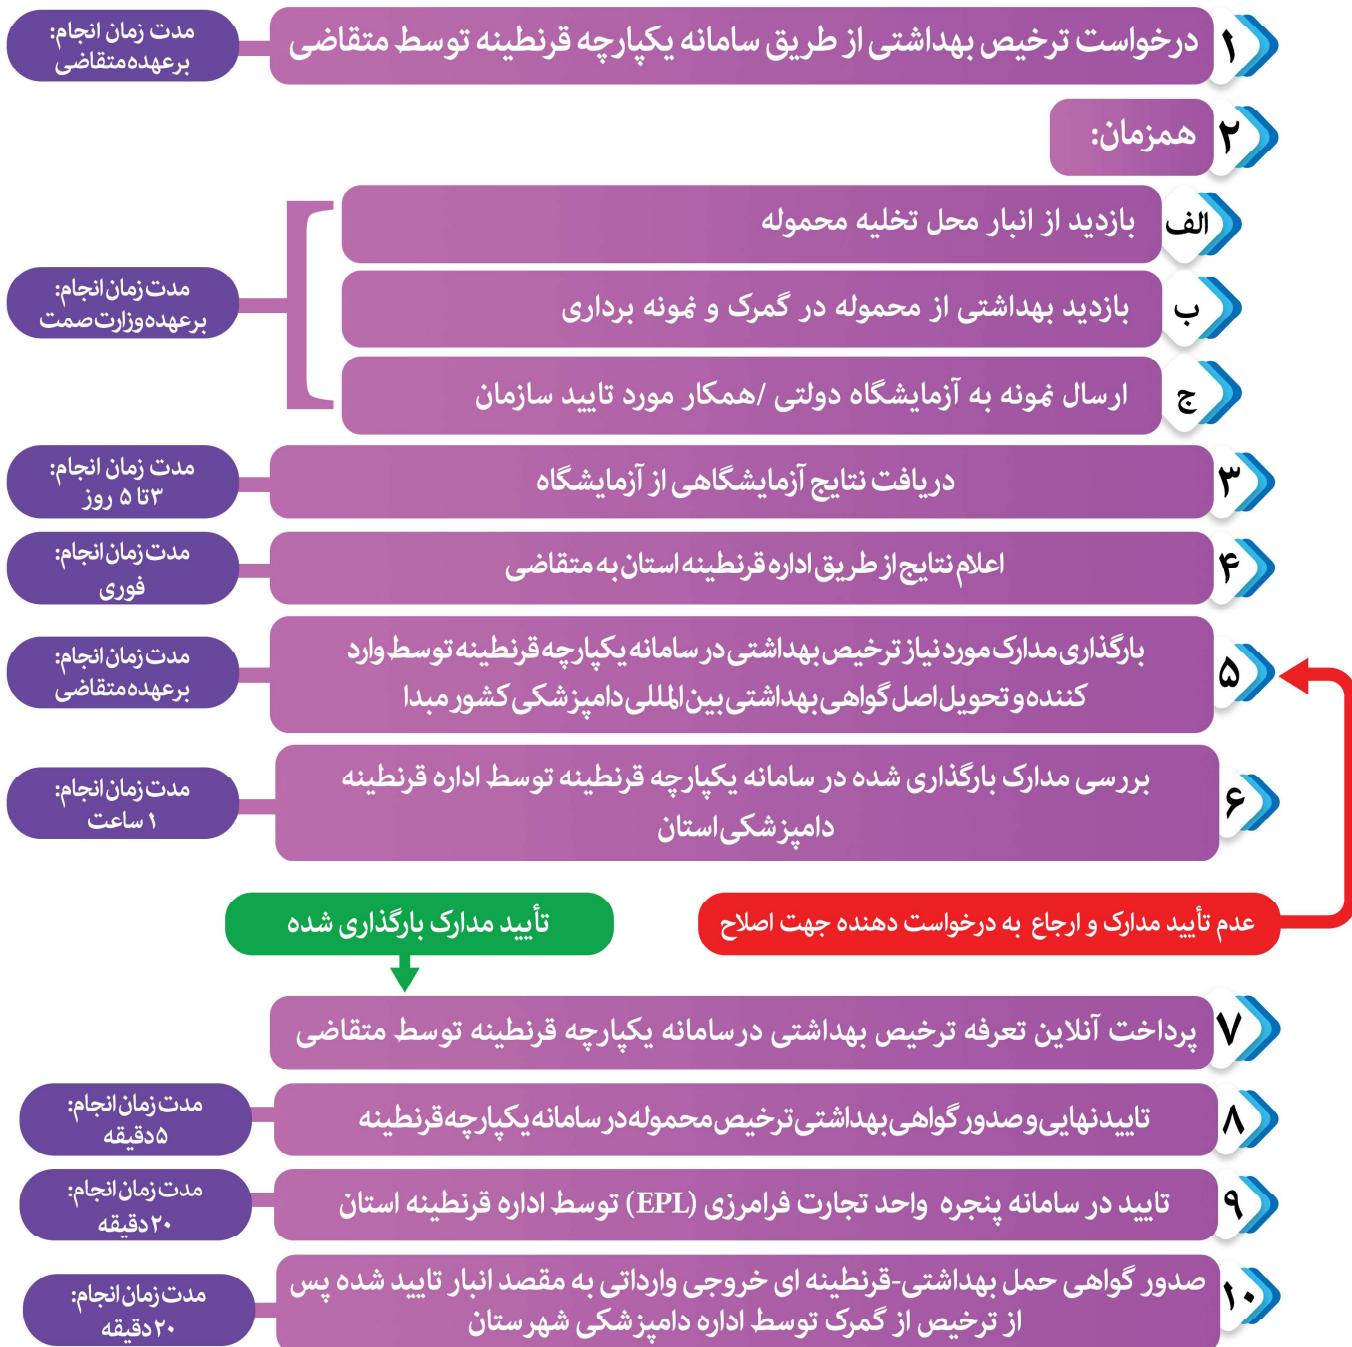 ۱
درخواست ترخیص بهداشتی از طریق سامانه یکپارچه قرنطینه توسط متقاضی
مدت زمان انجام:
برعهده متقاضی
۲
همزمان:
الف
بازدید از انبار محل تخلیه محموله
ب
بازدید بهداشتی از محموله در گمرک و نمونه برداری
ج
ارسال نمونه به آزمایشگاه دولتی /همکار مورد تایید سازمان
مدت زمان انجام:
برعهده وزارت صمت
۳
دریافت نتایج آزمایشگاهی از آزمایشگاه
مدت زمان انجام:
۳تا ۵ روز
۴
اعلام نتایج از طریق اداره قرنطینه استان به متقاضی
مدت زمان انجام:
فوری
۵
بارگذاری مدارک مورد نیاز ترخیص بهداشتی در سامانه یکپارچه قرنطینه توسط وارد
کننده و تحویل اصل گواهی بهداشتی بین المللی دامپزشکی کشور مبدا
مدت زمان انجام:
برعهده متقاضی
۶
بررسی مدارک بارگذاری شده در سامانه یکپارچه قرنطینه توسط اداره قرنطینه
دامپزشکی استان
مدت زمان انجام:
۱ ساعت
عدم تأیید مدارک و ارجاع به درخواست دهنده جهت اصلاح
تأیید مدارک بارگذاری شده
۷
پرداخت آنلاین تعرفه ترخیص بهداشتی درسامانه یکپارچه قرنطینه توسط متقاضی
۸
تایید نهایی و صدور گواهی بهداشتی ترخیص محموله در سامانه یکپارچه قرنطینه
مدت زمان انجام:
۵دقیقه
۹
تایید در سامانه پنجره واحد تجارت فرامرزی (EPL) توسط اداره قرنطینه استان
مدت زمان انجام:
۲۰دقیقه
۱۰
صدور گواهی حمل بهداشتی-قرنطینه ای خروجی وارداتی به مقصد انبار تایید شده پس
از ترخیص از گمرک توسط اداره دامپزشکی شهرستان
مدت زمان انجام:
۲۰دقیقه